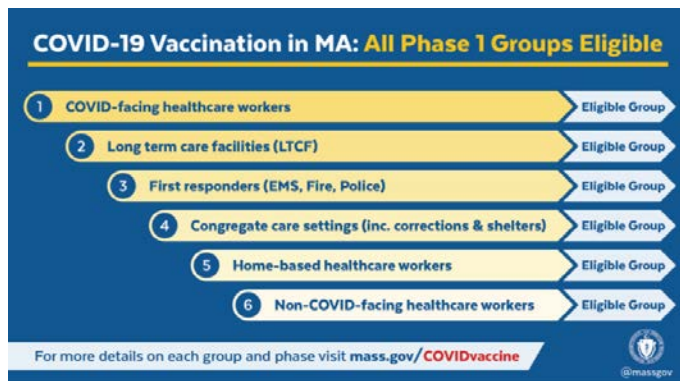 COVID-19 Vaccination in MA: All Phase 1 Groups Eligible
1 COVID-facing healthcare workers Eligible Group
2 Long term care facilities (LTCF) Eligible Group
3 First responders (EMS, Fire, Police) Eligible Group
4 Congregate care settings (inc. corrections & shelters) Eligible Group
5 Home-based healthcare workers Eligible Group
6 Non-COVID-facing healthcare workers Eligible Group
For more details on each group and phase visit mass.gov/COVIDvaccine
@massgov